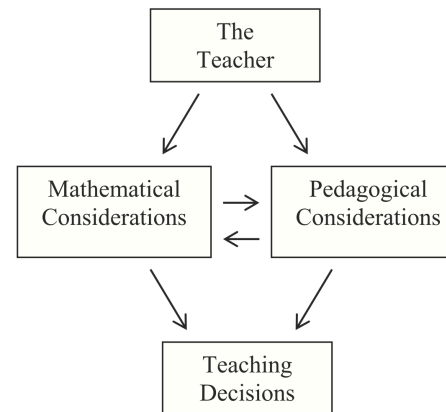 The
Teacher
Mathematical
Considerations
Pedagogical
Considerations
Teaching
Decisions